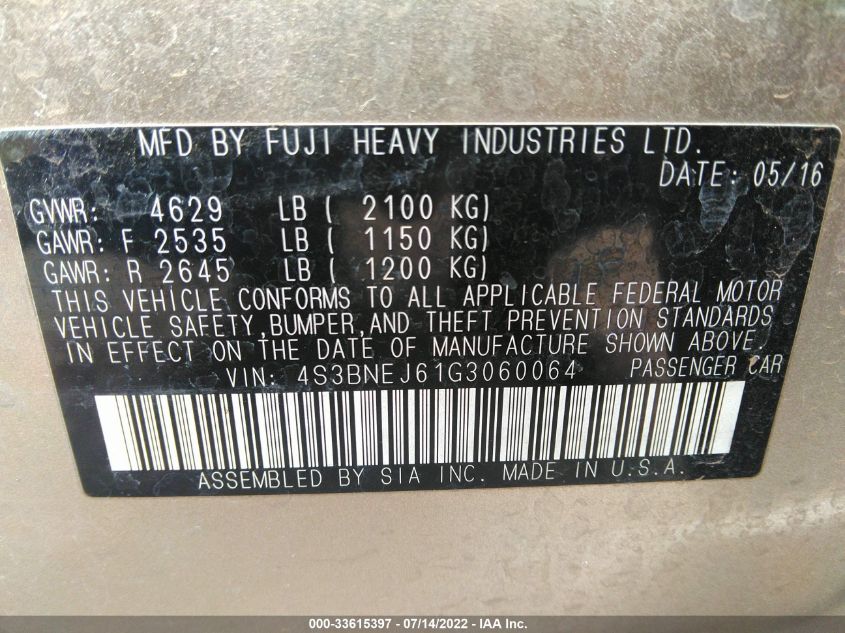 MFD BY FUJI HEAVY INDUSTRIES LTD.
DATE: 05/16
GVWR: 4629 LB ( 2100 KG)
GAWR: F 2535 LB ( 1150 KG)
GAWR: R 2645 LB ( 1200 KG)
THIS VEHICLE CONFORMS TO ALL APPLICABLE FEDERAL MOTOR
VEHICLE SAFETY,BUMPER,AND THEFT PREVENTION STANDARDS
IN EFFECT ON THE DATE OF MANUFACTURE SHOWN ABOVE.
VIN: 4S3BNEJ61G3060064 PASSENGER CAR
ASSEMBLED BY SIA INC. MADE IN U.S.A.
000-33615397 - 07/14/2022 - IAA Inc.